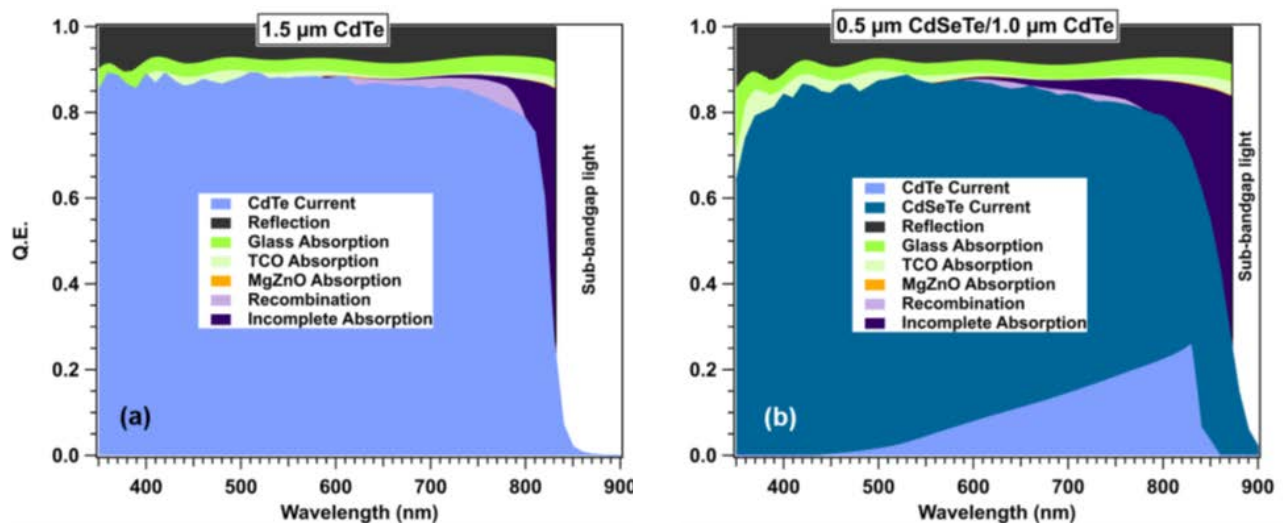 1.5 µm CdTe
1.0
0.8
0.6
0.4
0.2
0.0
Q.E.
CdTe Current
Reflection
Glass Absorption
TCO Absorption
MgZnO Absorption
Recombination
Incomplete Absorption
Sub-bandgap light
(a)
400 500 600 700 800 900
Wavelength (nm)
0.5 µm CdSeTe/1.0 µm CdTe
1.0
0.8
0.6
0.4
0.2
0.0
CdTe Current
CdSeTe Current
Reflection
Glass Absorption
TCO Absorption
MgZnO Absorption
Recombination
Incomplete Absorption
Sub-bandgap light
(b)
400 500 600 700 800 900
Wavelength (nm)